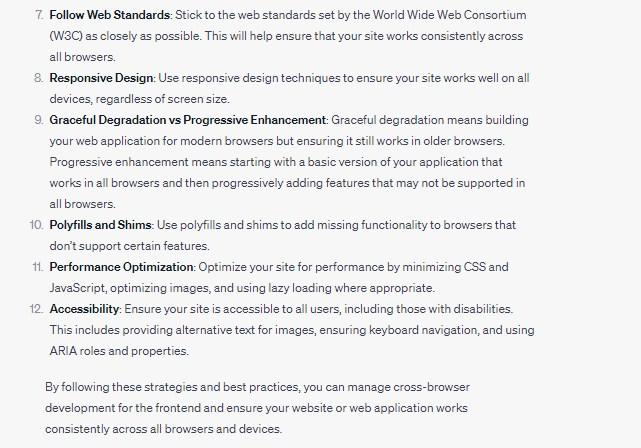 7. Follow Web Standards: Stick to the web standards set by the World Wide Web Consortium
(W3C) as closely as possible. This will help ensure that your site works consistently across
all browsers.
8. Responsive Design: Use responsive design techniques to ensure your site works well on all
devices, regardless of screen size.
9. Graceful Degradation vs Progressive Enhancement: Graceful degradation means building
your web application for modern browsers but ensuring it still works in older browsers.
Progressive enhancement means starting with a basic version of your application that
works in all browsers and then progressively adding features that may not be supported in
all browsers.
10. Polyfills and Shims: Use polyfills and shims to add missing functionality to browsers that
don't support certain features.
11. Performance Optimization: Optimize your site for performance by minimizing CSS and
JavaScript, optimizing images, and using lazy loading where appropriate.
12. Accessibility: Ensure your site is accessible to all users, including those with disabilities.
This includes providing alternative text for images, ensuring keyboard navigation, and using
ARIA roles and properties.
By following these strategies and best practices, you can manage cross-browser
development for the frontend and ensure your website or web application works
consistently across all browsers and devices.